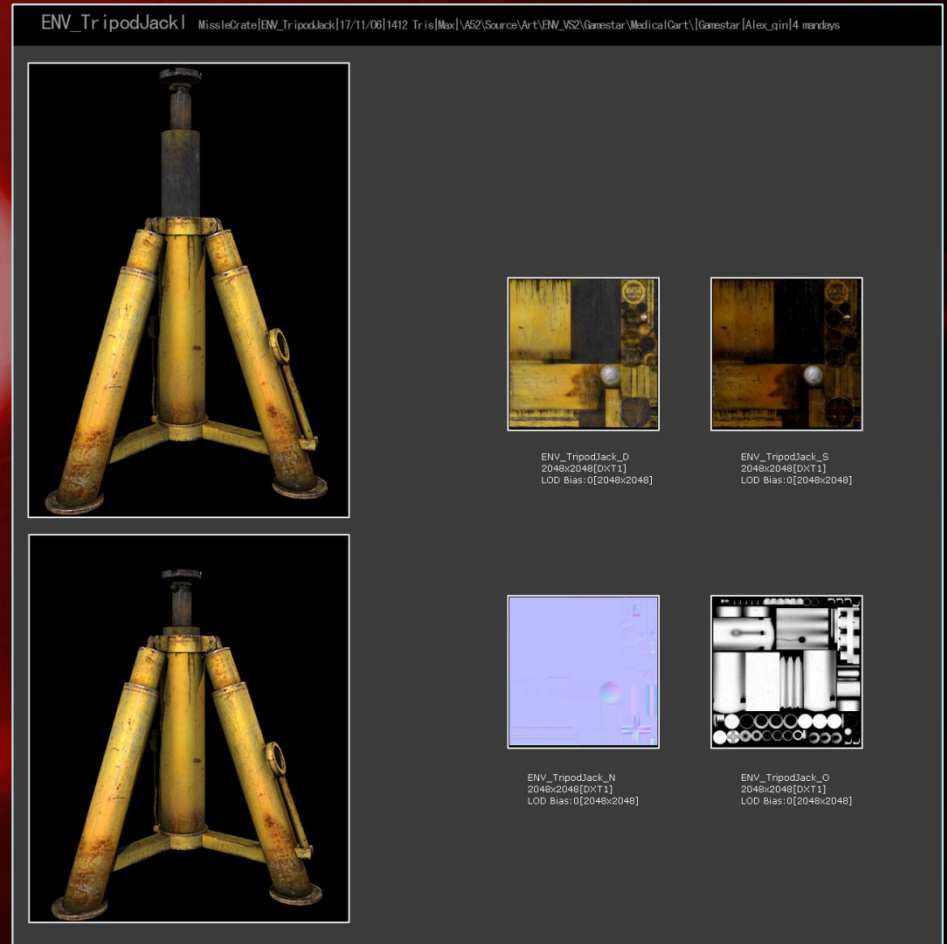 ENV_TripodJack| MissleCrate|ENV_TripodJack|17/11/06|1412 Tris|Max|\A52\Source\Art\ENV_VS2\Gamestar\MedicalCart\|Gamestar|Alex_qin|4 mandays
ENV_TripodJack_D
2048x2048[DXT1]
LOD Bias:0[2048x2048]
ENV_TripodJack_S
2048x2048[DXT1]
LOD Bias:0[2048x2048]
ENV_TripodJack_N
2048x2048[DXT1]
LOD Bias:0[2048x2048]
ENV_TripodJack_O
2048x2048[DXT1]
LOD Bias:0[2048x2048]